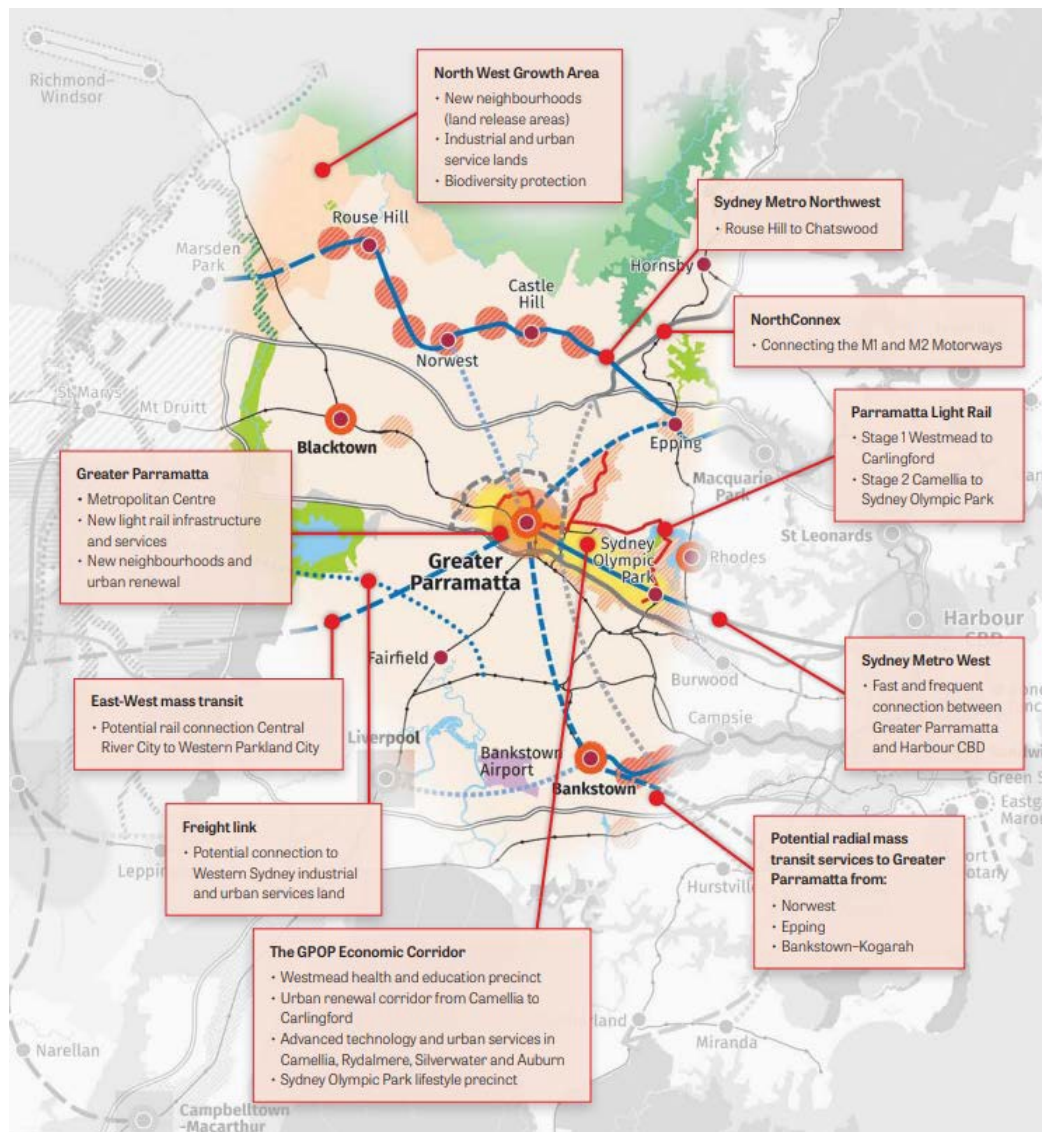 Richmond-
Windsor
North West Growth Area
• New neighbourhoods
(land release areas)
• Industrial and urban
service lands
• Biodiversity protection
Sydney Metro Northwest
• Rouse Hill to Chatswood
Rouse Hill
Marsden
Park
Hornsby
Castle
Hill
NorthConnex
• Connecting the M1 and M2 Motorways
Norwest
St Marys
Mt Druitt
Blacktown
Epping
Parramatta Light Rail
• Stage 1 Westmead to
Carlingford
• Stage 2 Camellia to
Sydney Olympic Park
Greater Parramatta
• Metropolitan Centre
• New light rail infrastructure
and services
• New neighbourhoods and
urban renewal
Macquarie
Park
St Leonards
Greater
Parramatta
Sydney
Olympic
Park
Rhodes
Harbour
CBD
Fairfield
Burwood
Sydney Metro West
• Fast and frequent
connection between
Greater Parramatta
and Harbour CBD
East-West mass transit
• Potential rail connection Central
River City to Western Parkland City
Campsie
Liverpool
Bankstown
Airport
Bankstown
Green S
Eastg
Maro
Freight link
• Potential connection to
Western Sydney industrial
and urban services land
Leppin
Potential radial mass
transit services to Greater
Parramatta from:
• Norwest
• Epping
• Bankstown–Kogarah
Hurstvill
ort
otany
The GPOP Economic Corridor
• Westmead health and education precinct
• Urban renewal corridor from Camellia to
Carlingford
• Advanced technology and urban services in
Camellia, Rydalmere, Silverwater and Auburn
• Sydney Olympic Park lifestyle precinct
erland
Miranda
Narellan
Campbelltown
-Macarthur